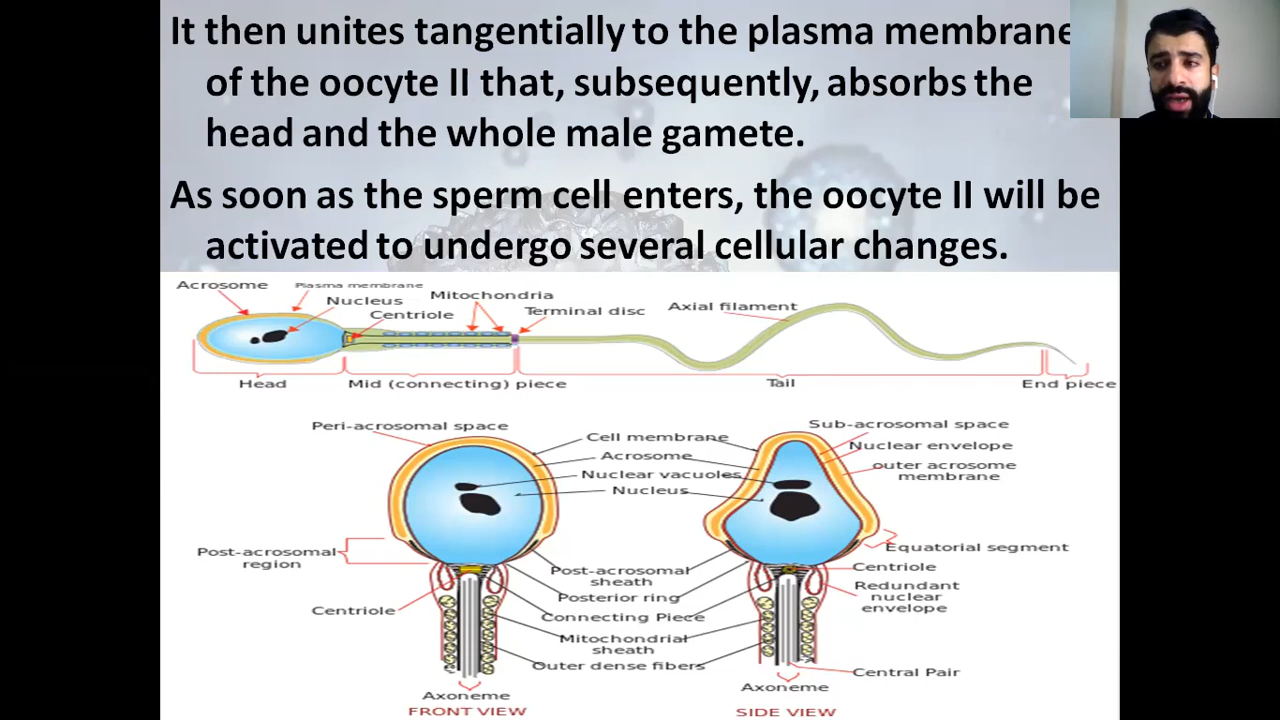 It then unites tangentially to the plasma membrane
of the oocyte II that, subsequently, absorbs the
head and the whole male gamete.
As soon as the sperm cell enters, the oocyte II will be
activated to undergo several cellular changes.
Acrosome
Plasma membrane
Nucleus
Centriole
Mitochondria
Terminal disc
Axial filament
Head
Mid (connecting) piece
Tail
End piece
Peri-acrosomal space
Cell membrane
Acrosome
Nuclear vacuoles
Nucleus
Sub-acrosomal space
Nuclear envelope
outer acrosome
membrane
Post-acrosomal
region
Equatorial segment
Centriole
Post-acrosomal
sheath
Posterior ring
Connecting Piece
Mitochondrial
sheath
Outer dense fibers
Centriole
Redundant
nuclear
envelope
Central Pair
Axoneme
FRONT VIEW
Axoneme
SIDE VIEW